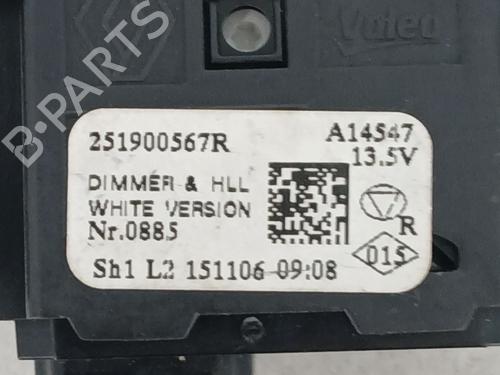 Valeo
B-PARTS
251900567R A14547
13.5V
DIMMER & HLL
WHITE VERSION
Nr.0885
R
015
Sh1 L2 151106 09:08